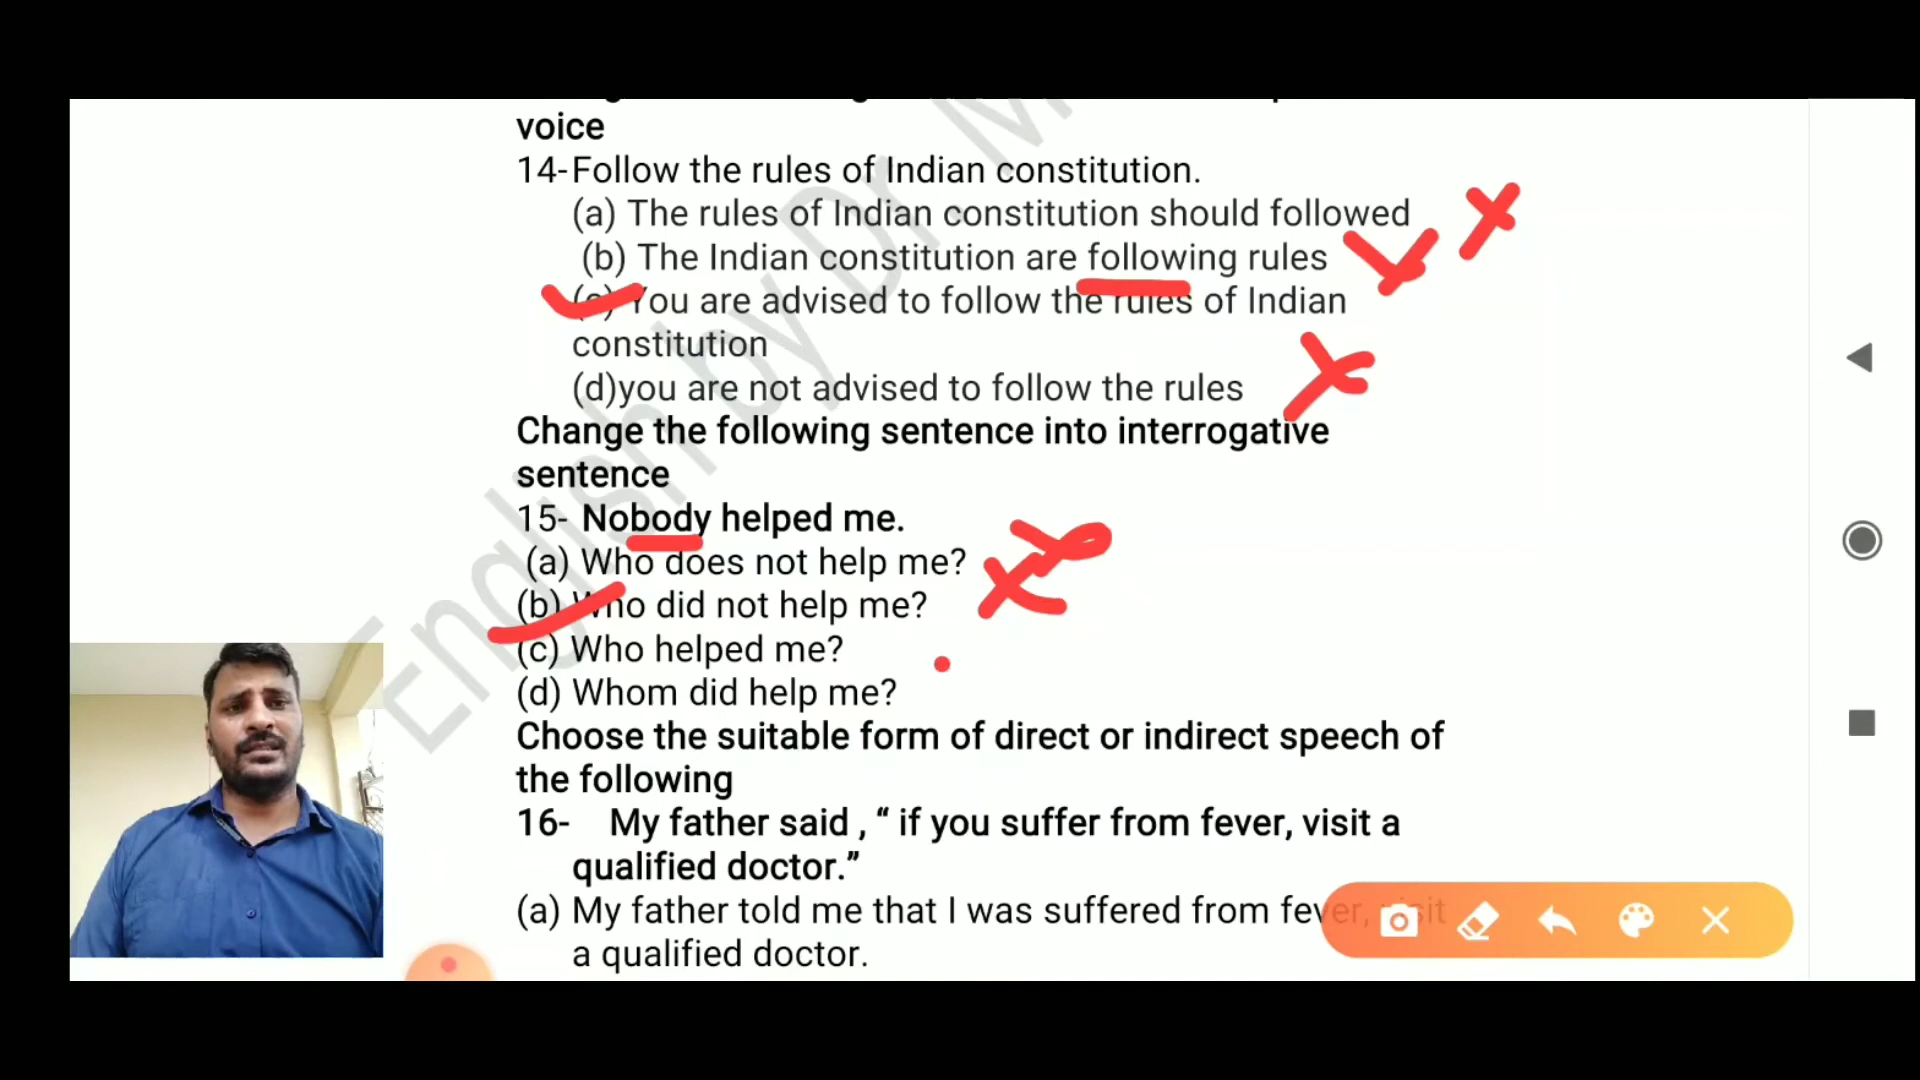 voice
14-Follow the rules of Indian constitution.
(a) The rules of Indian constitution should followed
(b) The Indian constitution are following rules
(c) You are advised to follow the rules of Indian
constitution
(d)you are not advised to follow the rules
Change the following sentence into interrogative
sentence
15- Nobody helped me.
(a) Who does not help me?
(b) Who did not help me?
(c) Who helped me?
(d) Whom did help me?
Choose the suitable form of direct or indirect speech of
the following
16- My father said , “ if you suffer from fever, visit a
qualified doctor.”
(a) My father told me that I was suffered from fever, visit
a qualified doctor.
English by Dr. M